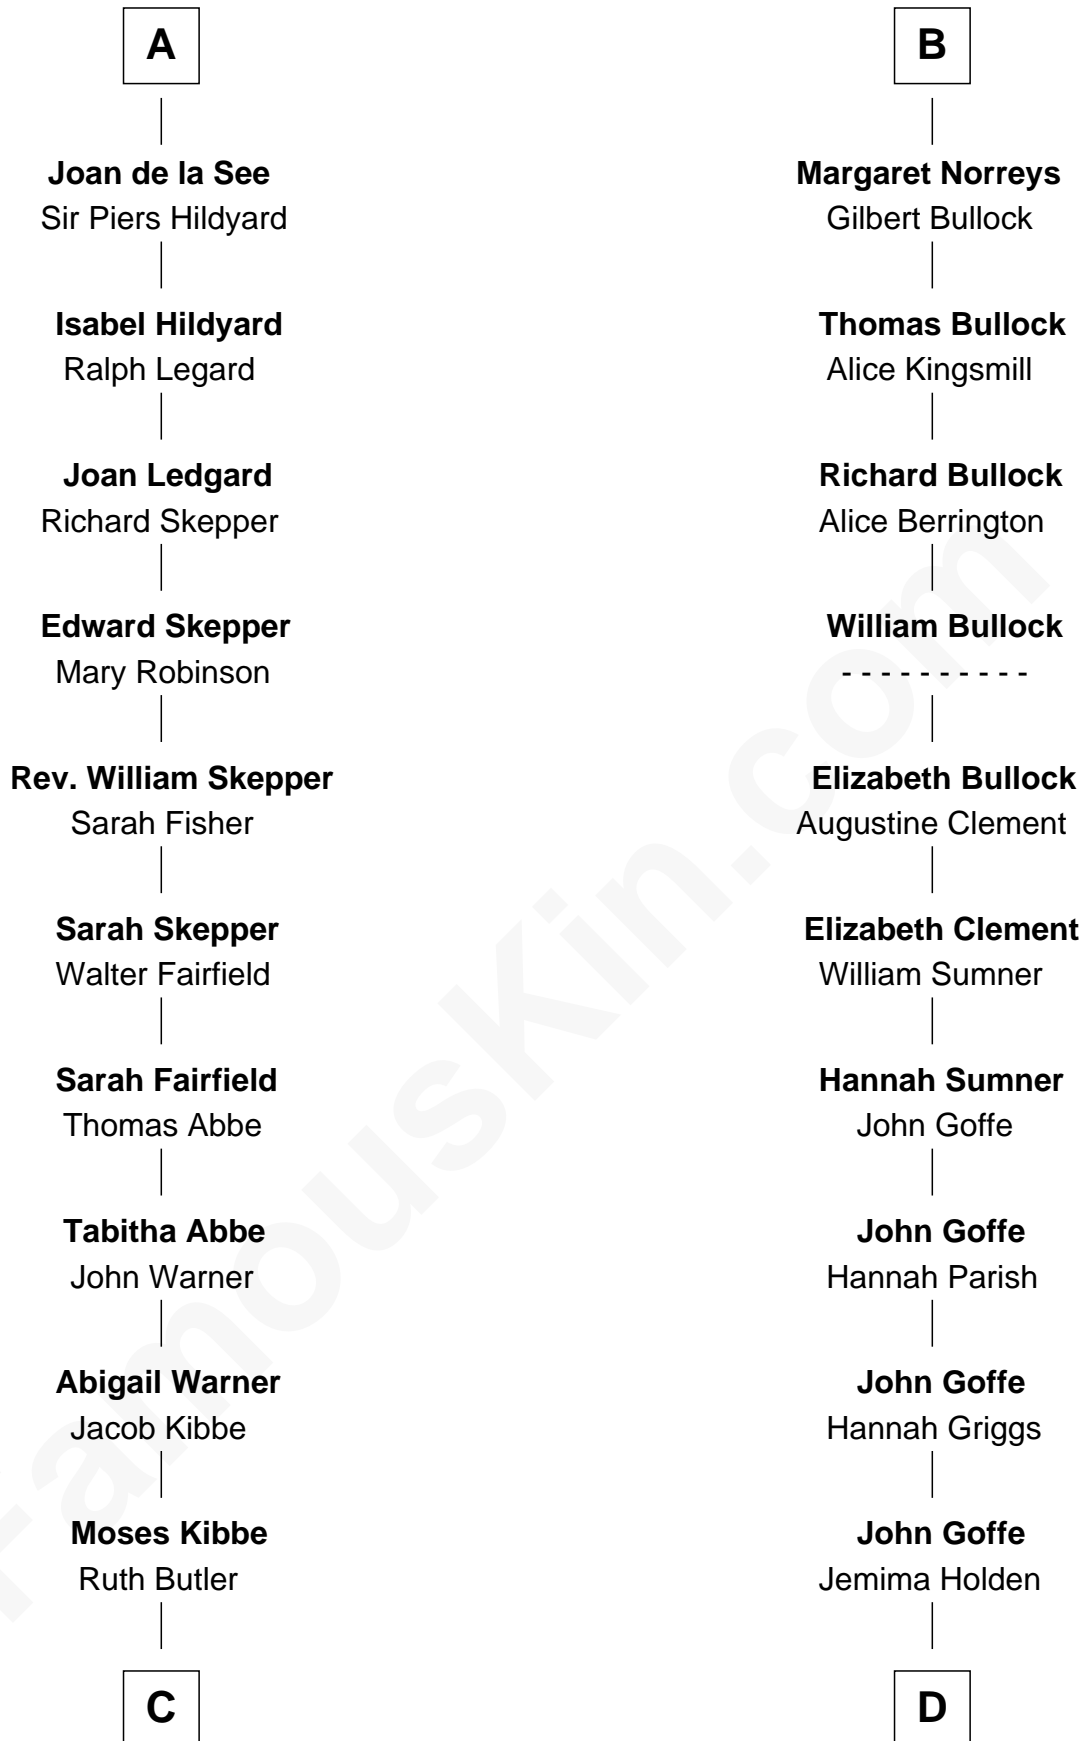 A
Joan de la See
Sir Piers Hildyard
Isabel Hildyard
Ralph Legard
Joan Ledgard
Richard Skepper
Edward Skepper
Mary Robinson
Rev. William Skepper
Sarah Fisher
Sarah Skepper
Walter Fairfield
Sarah Fairfield
Thomas Abbe
Tabitha Abbe
John Warner
Abigail Warner
Jacob Kibbe
Moses Kibbe
Ruth Butler
C
B
Margaret Norreys
Gilbert Bullock
Thomas Bullock
Alice Kingsmill
Richard Bullock
Alice Berrington
William Bullock
- - - - - - - - - -
Elizabeth Bullock
Augustine Clement
Elizabeth Clement
William Sumner
Hannah Sumner
John Goffe
John Goffe
Hannah Parish
John Goffe
Hannah Griggs
John Goffe
Jemima Holden
D
FamousKin.com